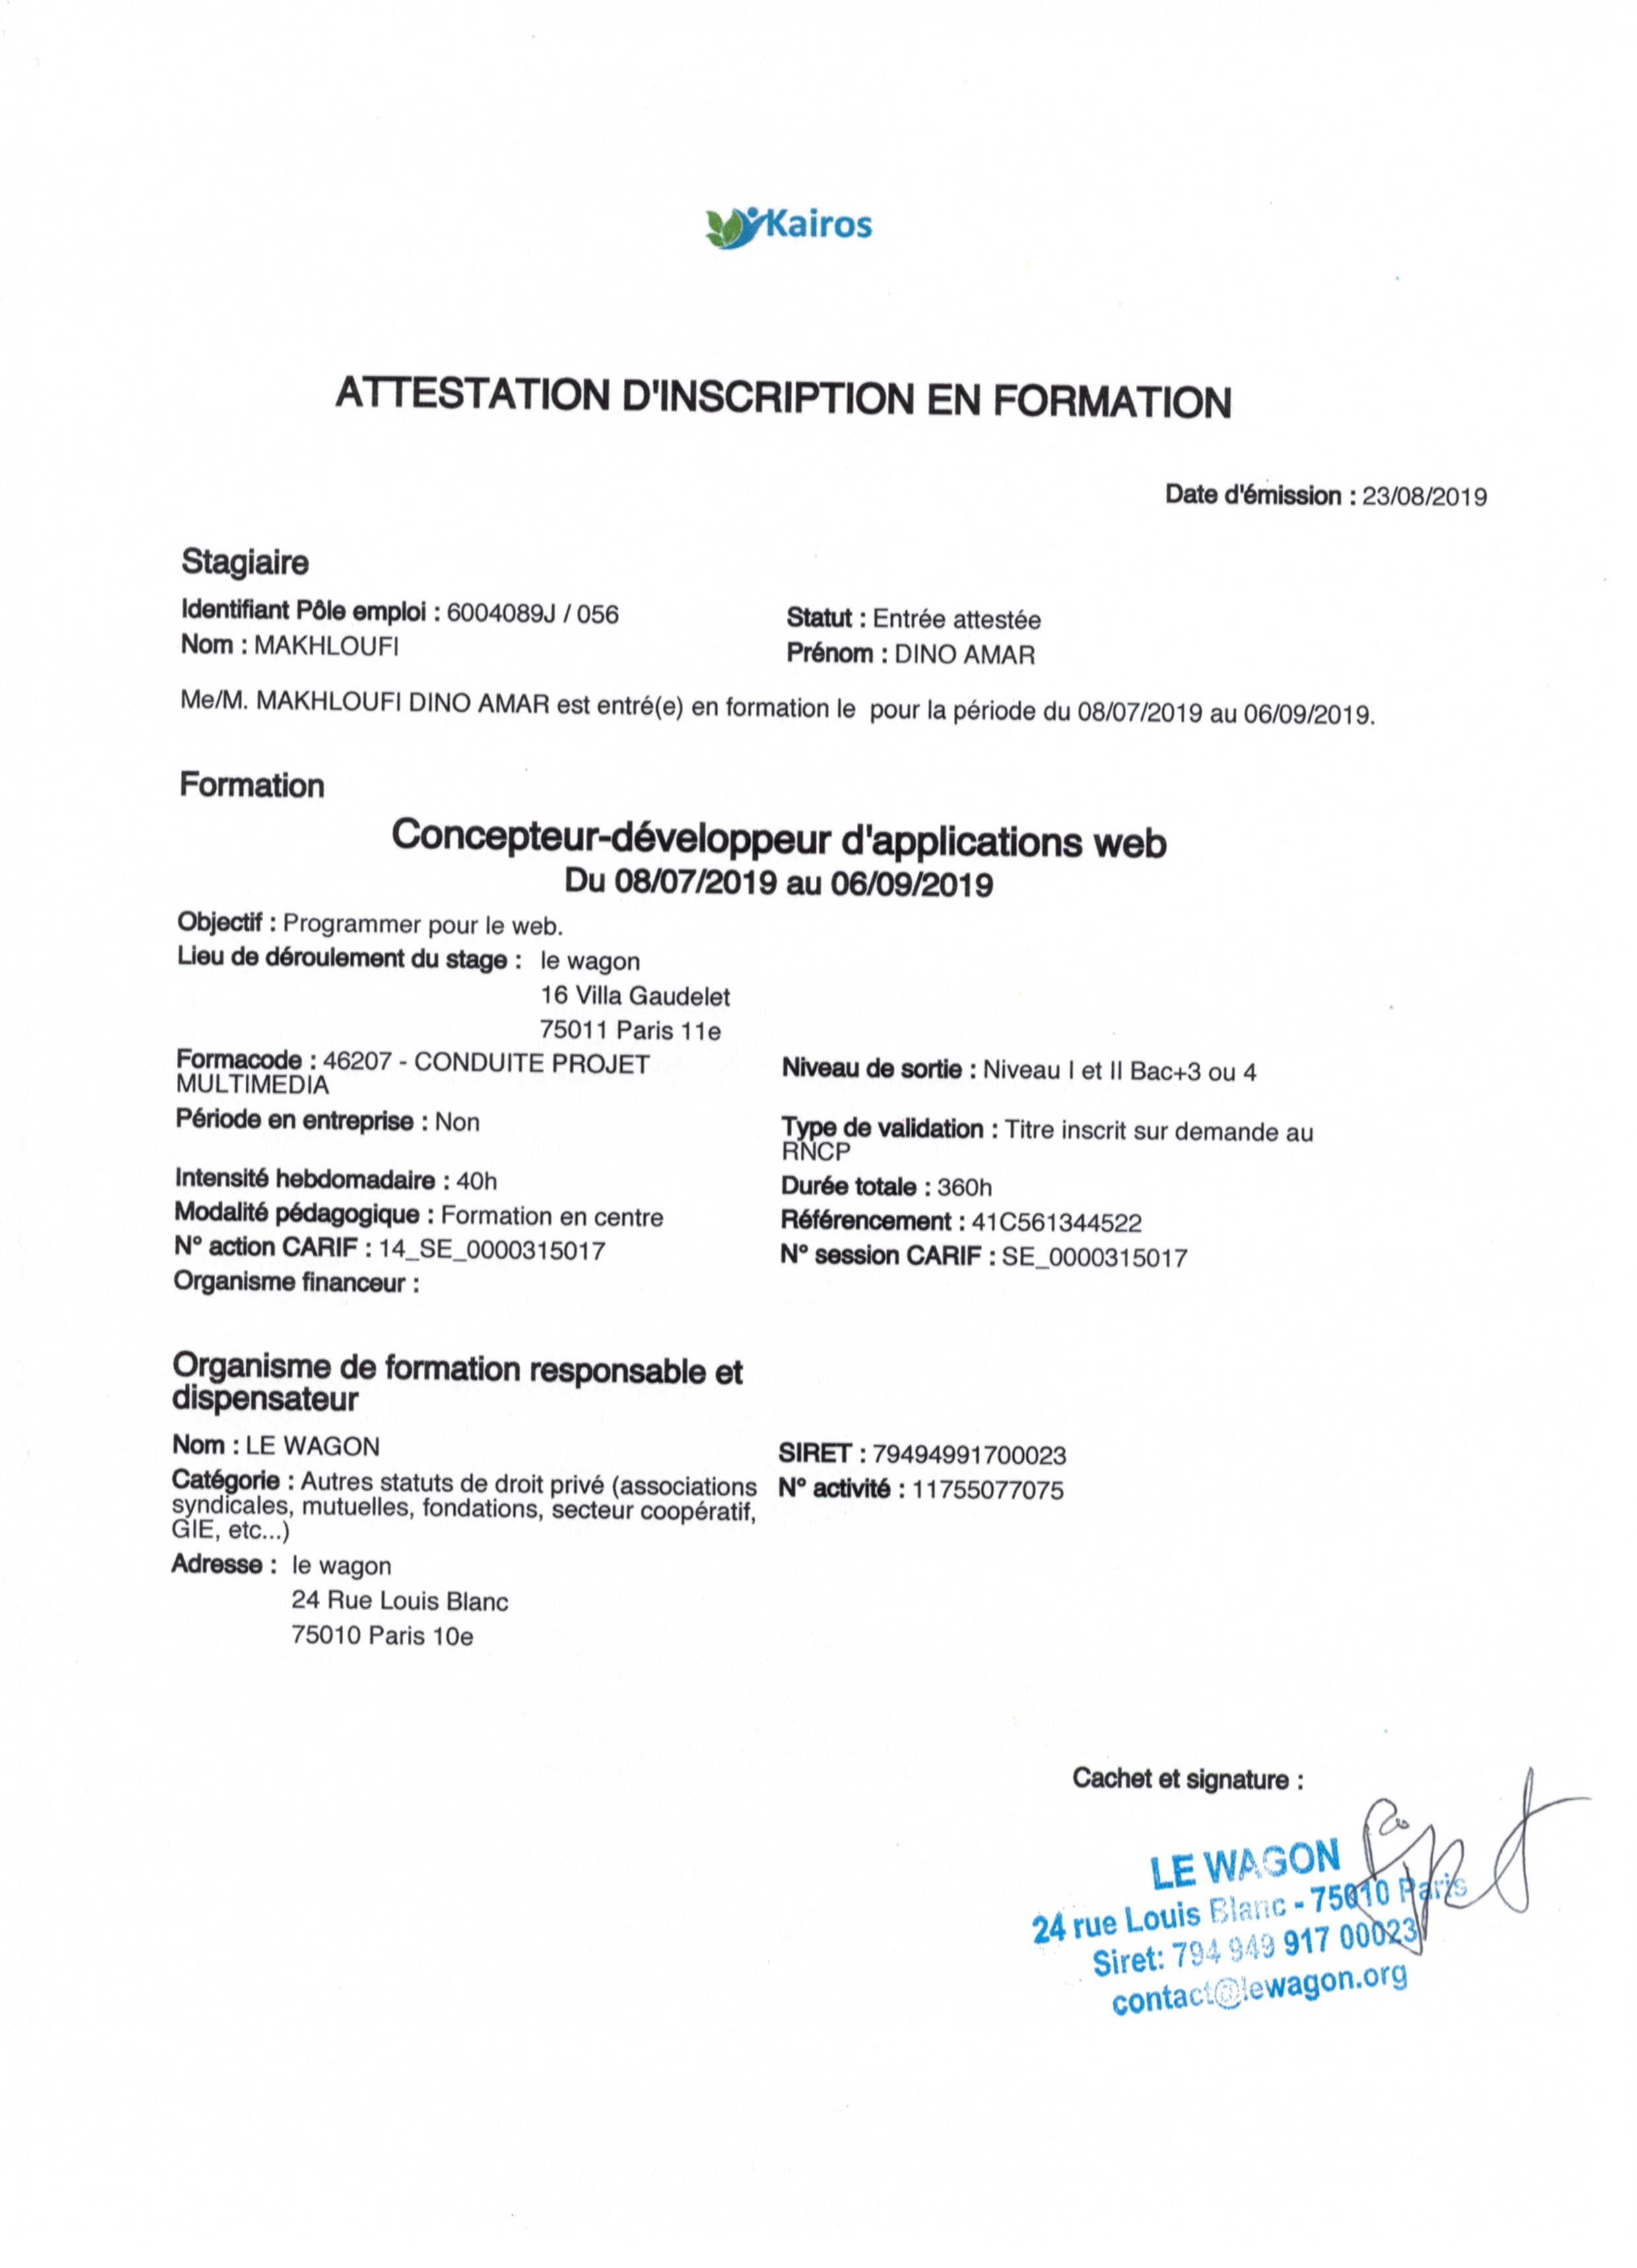 Kairos
ATTESTATION D'INSCRIPTION EN FORMATION
Date d'émission : 23/08/2019
Stagiaire
Identifiant Pôle emploi : 6004089J / 056
Statut : Entrée attestée
Nom : MAKHLOUFI
Prénom : DINO AMAR
Me/M. MAKHLOUFI DINO AMAR est entré(e) en formation le pour la période du 08/07/2019 au 06/09/2019.
Formation
Concepteur-développeur d'applications web
Du 08/07/2019 au 06/09/2019
Objectif : Programmer pour le web.
Lieu de déroulement du stage : le wagon
16 Villa Gaudelet
75011 Paris 11e
Formacode : 46207 - CONDUITE PROJET
MULTIMEDIA
Niveau de sortie : Niveau I et II Bac+3 ou 4
Période en entreprise : Non
Type de validation : Titre inscrit sur demande au
RNCP
Intensité hebdomadaire : 40h
Durée totale : 360h
Modalité pédagogique : Formation en centre
Référencement : 41C561344522
N° action CARIF : 14_SE_0000315017
N° session CARIF : SE_0000315017
Organisme financeur :
Organisme de formation responsable et
dispensateur
Nom : LE WAGON
SIRET : 79494991700023
Catégorie : Autres statuts de droit privé (associations
syndicales, mutuelles, fondations, secteur coopératif,
GIE, etc...)
N° activité : 11755077075
Adresse : le wagon
24 Rue Louis Blanc
75010 Paris 10e
Cachet et signature :
LE WAGON
24 rue Louis Blanc - 75010 Paris
Siret: 794 949 917 00023
contact@lewagon.org